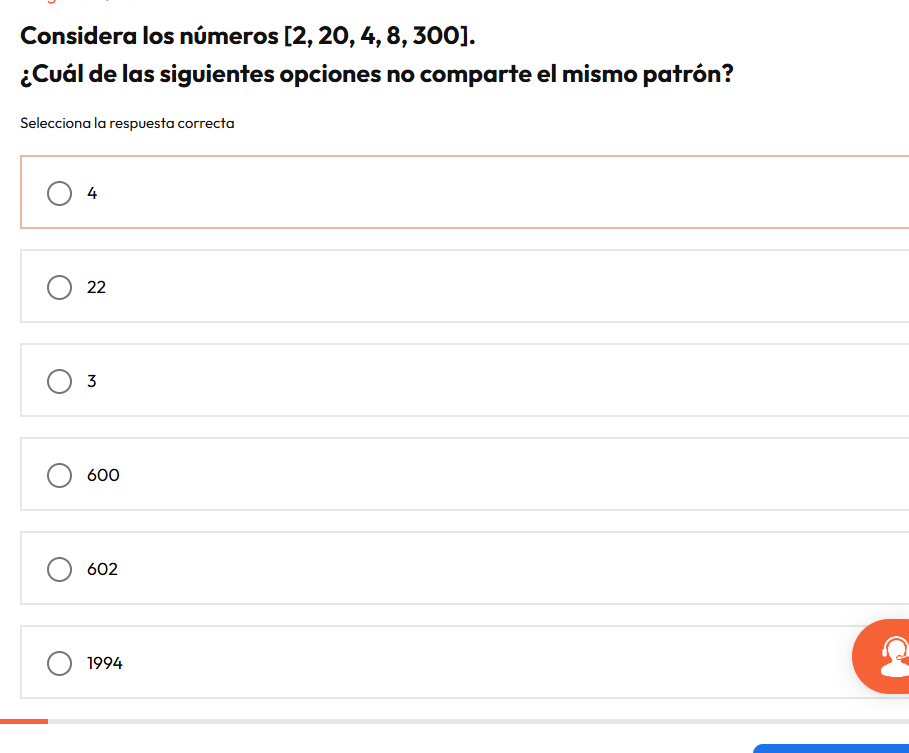 Considera los números [2, 20, 4, 8, 300].
¿Cuál de las siguientes opciones no comparte el mismo patrón?
Selecciona la respuesta correcta
4
22
3
600
602
1994